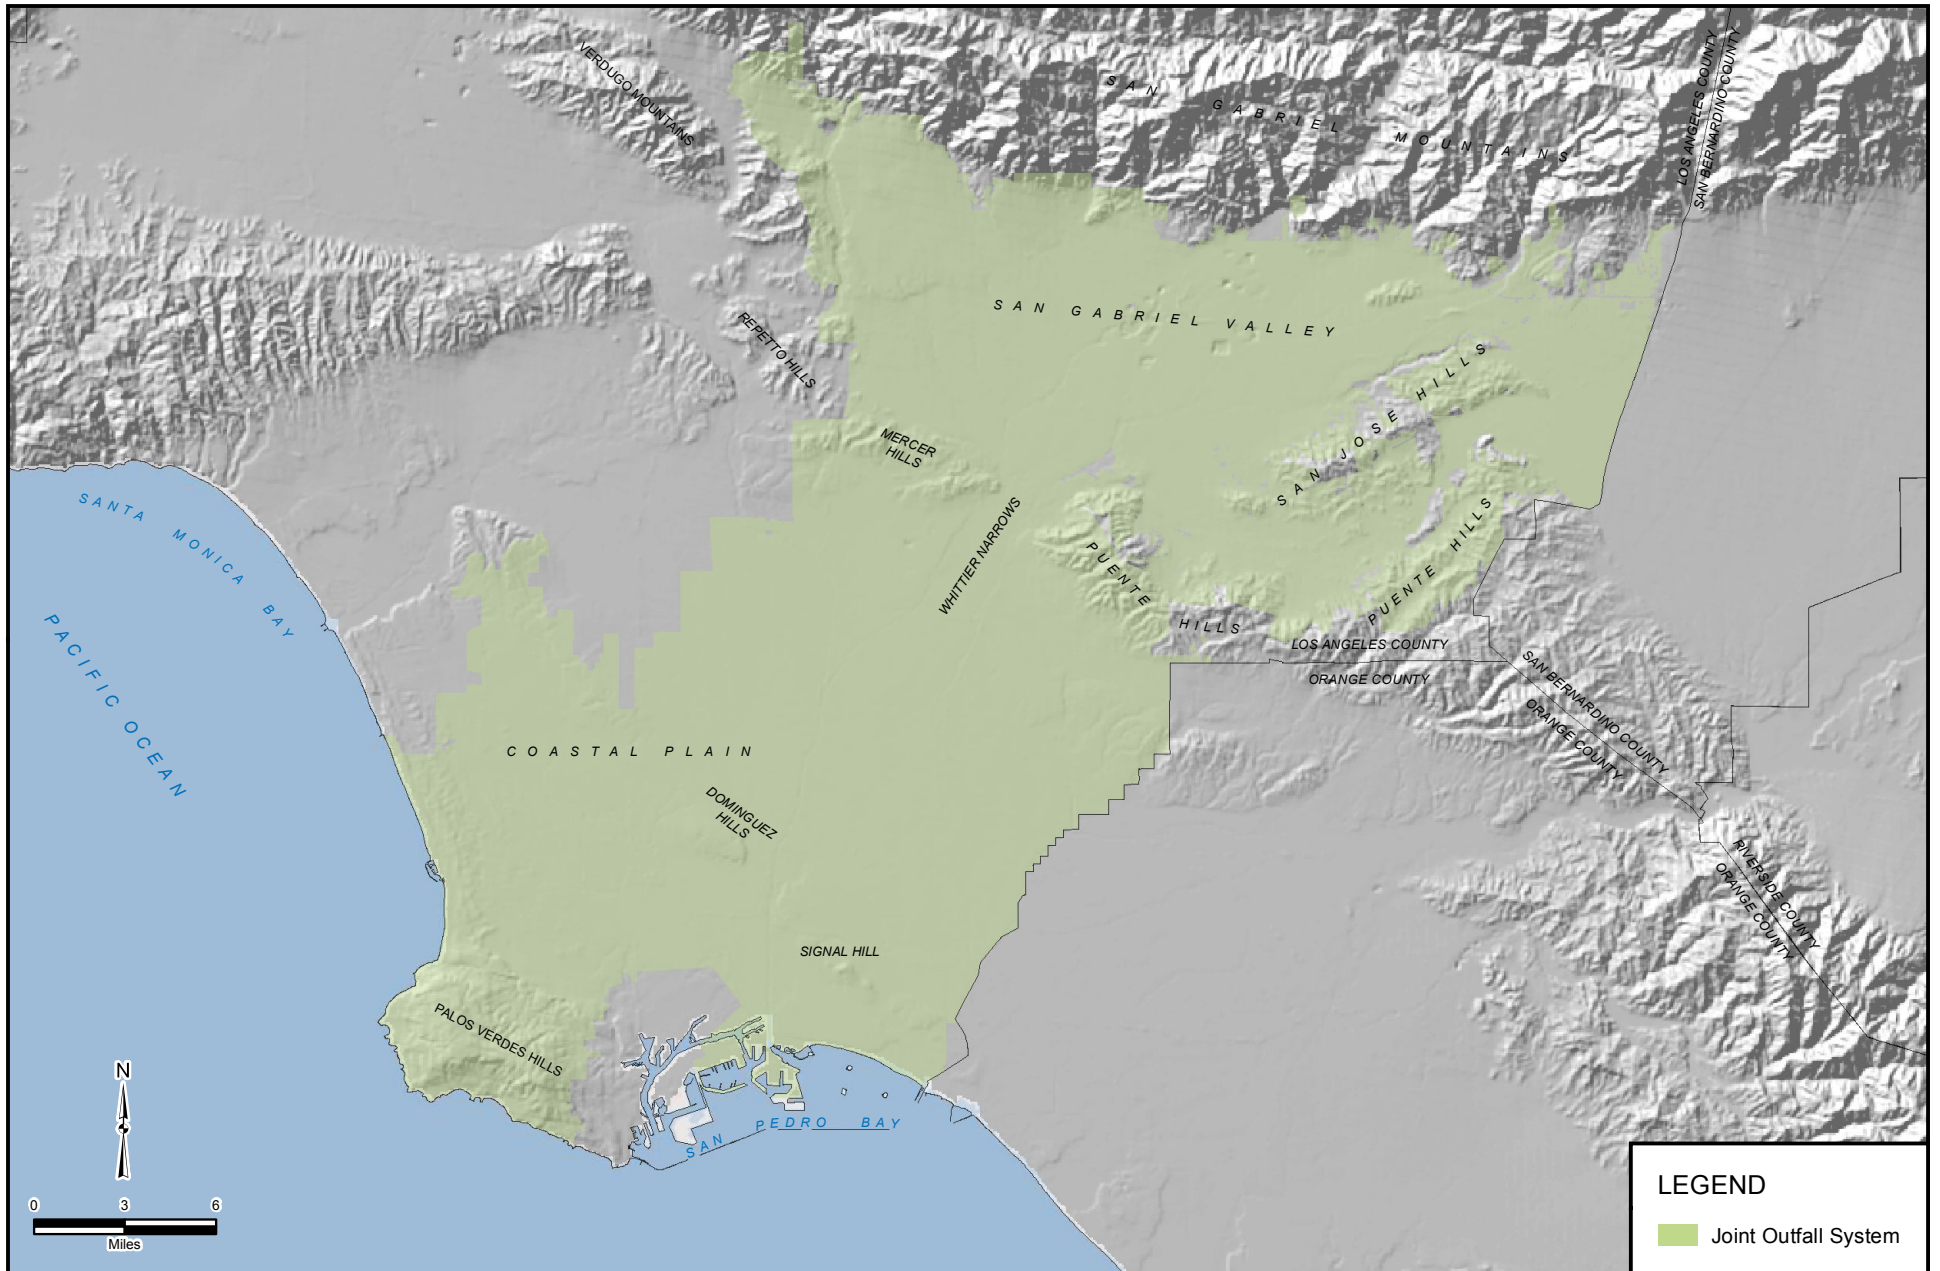 VERDUGO MOUNTAINS
SAN GABRIEL MOUNTAINS
LOS ANGELES COUNTY
SAN BERNARDINO COUNTY
SAN GABRIEL VALLEY
REPETTO HILLS
SAN JOSE HILLS
MERCER
HILLS
SANTA MONICA BAY
WHITTIER NARROWS
PUENTE HILLS
PUENTE HILLS
PACIFIC OCEAN
LOS ANGELES COUNTY
ORANGE COUNTY
SAN BERNARDINO COUNTY
ORANGE COUNTY
COASTAL PLAIN
DOMINGUEZ
HILLS
RIVERSIDE COUNTY
ORANGE COUNTY
SIGNAL HILL
PALOS VERDES HILLS
SAN PEDRO BAY
N
0 3 6
Miles
LEGEND
Joint Outfall System